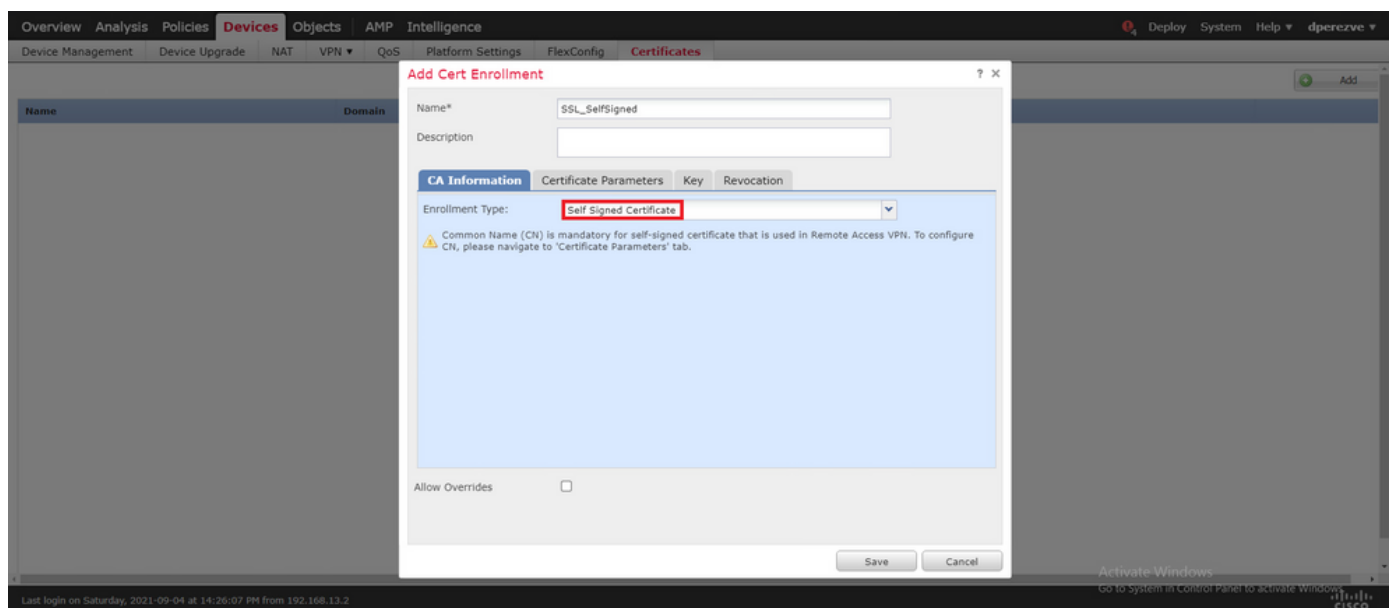 Overview Analysis Policies Devices Objects AMP Intelligence
4 Deploy System Help ▾ dperezve ▾
Device Management Device Upgrade NAT VPN ▾ QoS Platform Settings FlexConfig Certificates
Add
Name Domain
Add Cert Enrollment ? ×
Name* SSL_SelfSigned
Description
CA Information Certificate Parameters Key Revocation
Enrollment Type: Self Signed Certificate
Common Name (CN) is mandatory for self-signed certificate that is used in Remote Access VPN. To configure
CN, please navigate to 'Certificate Parameters' tab.
Allow Overrides
Save Cancel
Activate Windows
Go to System in Control Panel to activate Windows.
Last login on Saturday, 2021-09-04 at 14:26:07 PM from 192.168.13.2
CISCO